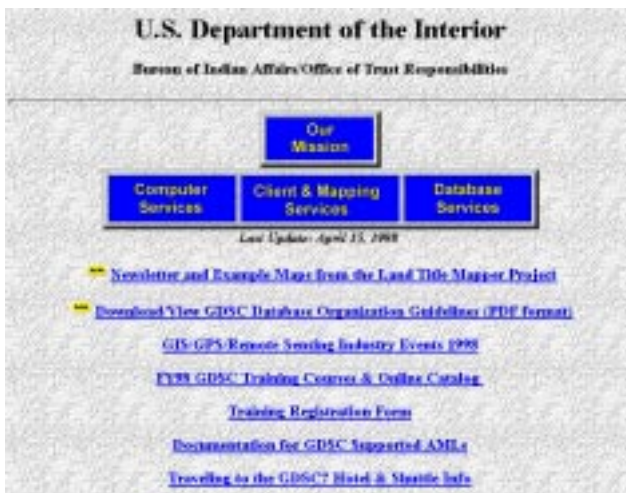 U.S. Department of the Interior
Bureau of Indian Affairs/Office of Trust Responsibilities
Our
Mission
Computer
Services
Client & Mapping
Services
Database
Services
Last Update: April 15, 1998
Newsletter and Example Maps from the Land Title Mapper Project
Download/View GDSC Database Organization Guidelines (PDF format)
GIS/GPS/Remote Sensing Industry Events 1998
GDSC Training Courses & Online Catalog
Training Registration Form
Documentation for GDSC Supported AMLs
Traveling to the GDSC? Hotel & Shuttle Info